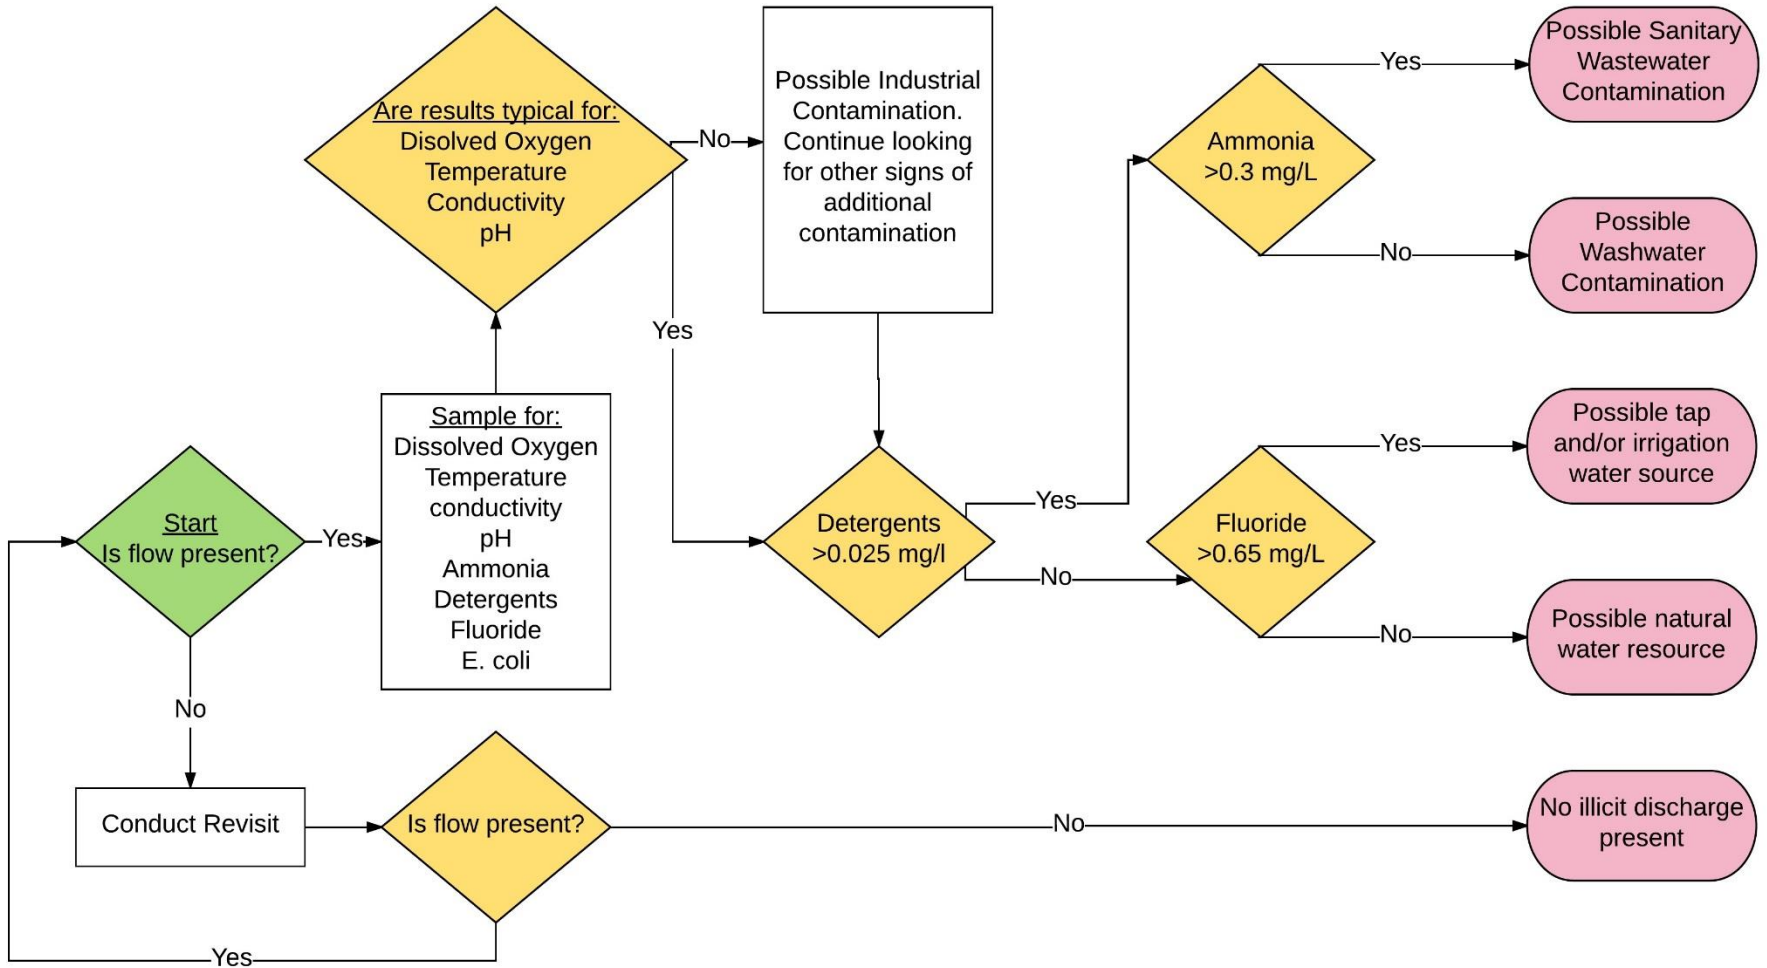 Are results typical for:
Disolved Oxygen
Temperature
Conductivity
pH
No
Possible Industrial
Contamination.
Continue looking
for other signs of
additional
contamination
Yes
Ammonia
>0.3 mg/L
Yes
Possible Sanitary
Wastewater
Contamination
No
Possible
Washwater
Contamination
Start
Is flow present?
Yes
Sample for:
Dissolved Oxygen
Temperature
conductivity
pH
Ammonia
Detergents
Fluoride
E. coli
Detergents
>0.025 mg/l
Yes
No
Fluoride
>0.65 mg/L
Yes
Possible tap
and/or irrigation
water source
No
Possible natural
water resource
No
Conduct Revisit
Is flow present?
No
No illicit discharge
present
Yes